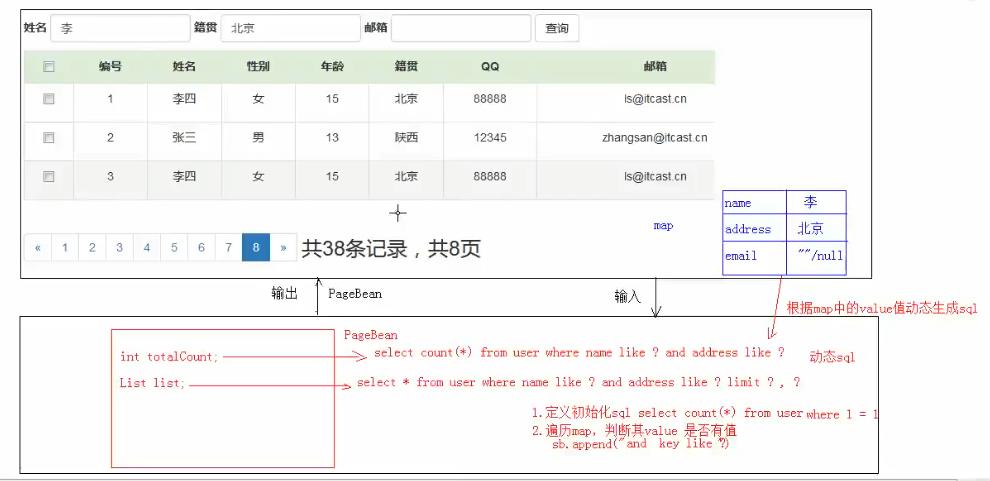 姓名 李 籍贯 北京 邮箱 查询
编号 姓名 性别 年龄 籍贯 QQ 邮箱
1 李四 女 15 北京 88888 ls@itcast.cn
2 张三 男 13 陕西 12345 zhangsan@itcast.cn
3 李四 女 15 北京 88888 ls@itcast.cn
« 1 2 3 4 5 6 7 8 » 共38条记录，共8页
map
name 李
address 北京
email ""/null
输出 PageBean
输入
根据map中的value值动态生成sql
PageBean
int totalCount; select count(*) from user where name like ? and address like ? 动态sql
List list; select * from user where name like ? and address like ? limit ? , ?
1.定义初始化sql select count(*) from user where 1 = 1
2.遍历map，判断其value 是否有值
sb.append("and key like ?)